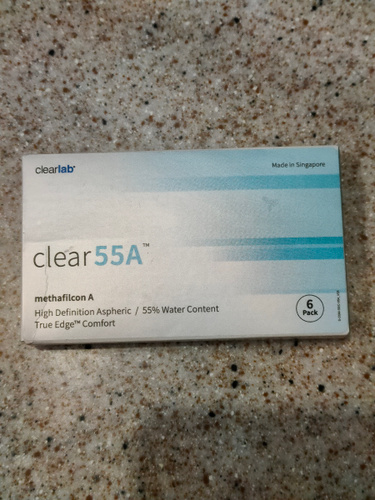 clearlab
Made in Singapore
clear55A™
methafilcon A
High Definition Aspheric / 55% Water Content
True Edge™ Comfort
6
Pack